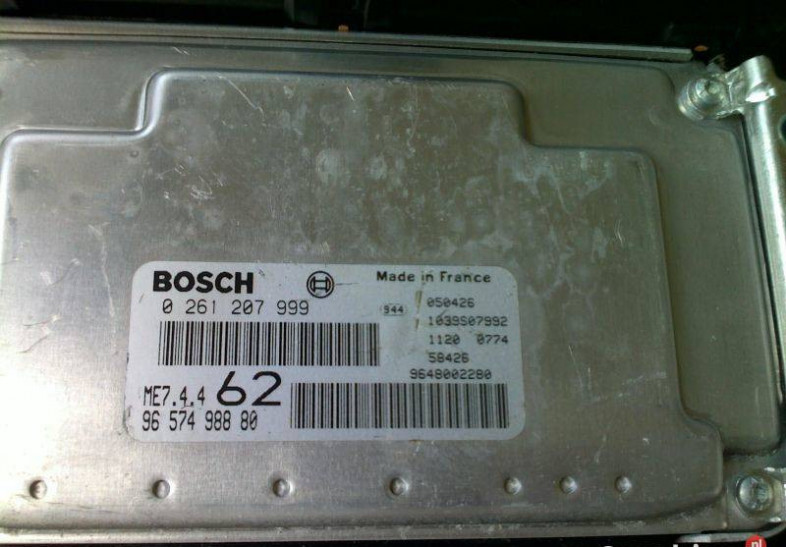 BOSCH
Made in France
0 261 207 999
944
050426
1039S07992
1120 0774
58426
9648002280
ME7.4.4 62
96 574 988 80
nl